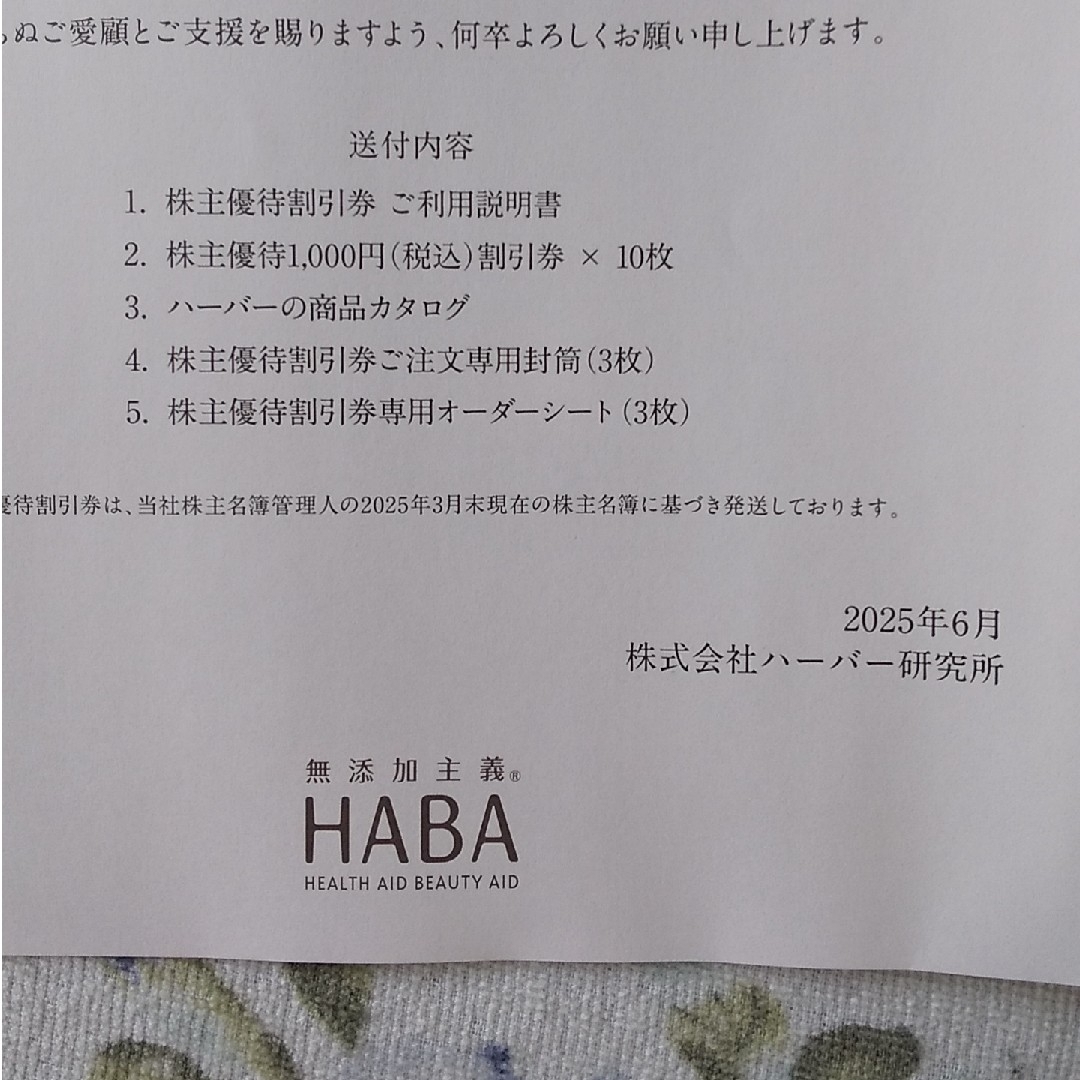 ぬご愛顧とご支援を賜りますよう、何卒よろしくお願い申し上げます。
送付内容
1. 株主優待割引券 ご利用説明書
2. 株主優待1,000円(税込)割引券 × 10枚
3. ハーバーの商品カタログ
4. 株主優待割引券ご注文専用封筒(3枚)
5. 株主優待割引券専用オーダーシート(3枚)
優待割引券は、当社株主名簿管理人の2025年3月末現在の株主名簿に基づき発送しております。
2025年6月
株式会社ハーバー研究所
無添加主義®
HABA
HEALTH AID BEAUTY AID